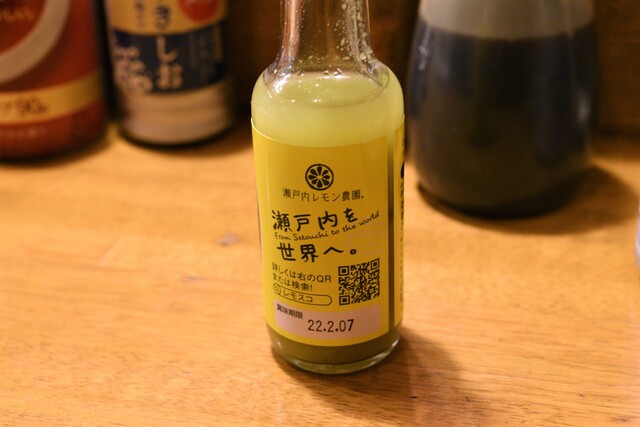 瀬戸内レモン農園。
瀬戸内を
from Setouchi to the world
世界へ。
詳しくは右のQR
または検索!
レモスコ
賞味期限
22.2.07